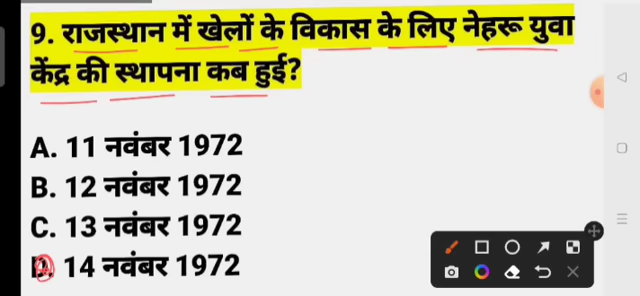 9. राजस्थान में खेलों के विकास के लिए नेहरू युवा
केंद्र की स्थापना कब हुई?
A. 11 नवंबर 1972
B. 12 नवंबर 1972
C. 13 नवंबर 1972
D. 14 नवंबर 1972